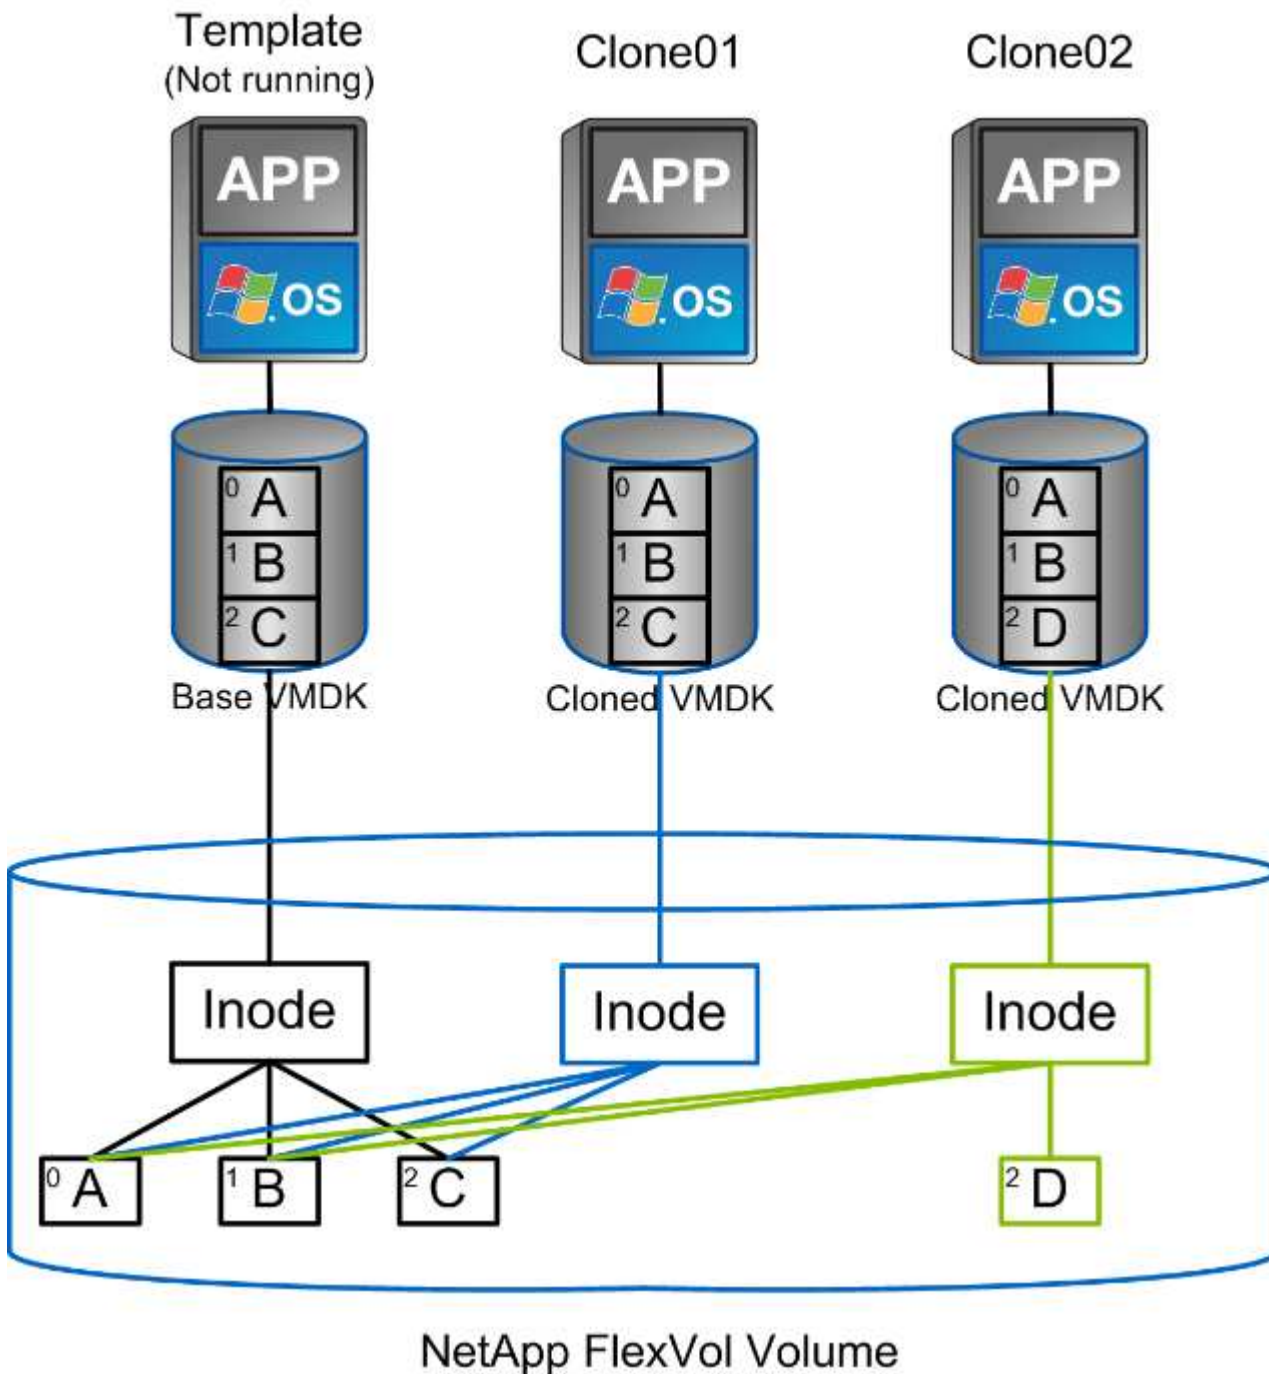 Template
(Not running)
Clone01
Clone02
APP
APP
APP
OS
OS
OS
0 A
1 B
2 C
0 A
1 B
2 C
0 A
1 B
2 D
Base VMDK
Cloned VMDK
Cloned VMDK
Inode
Inode
Inode
0 A
1 B
2 C
2 D
NetApp FlexVol Volume